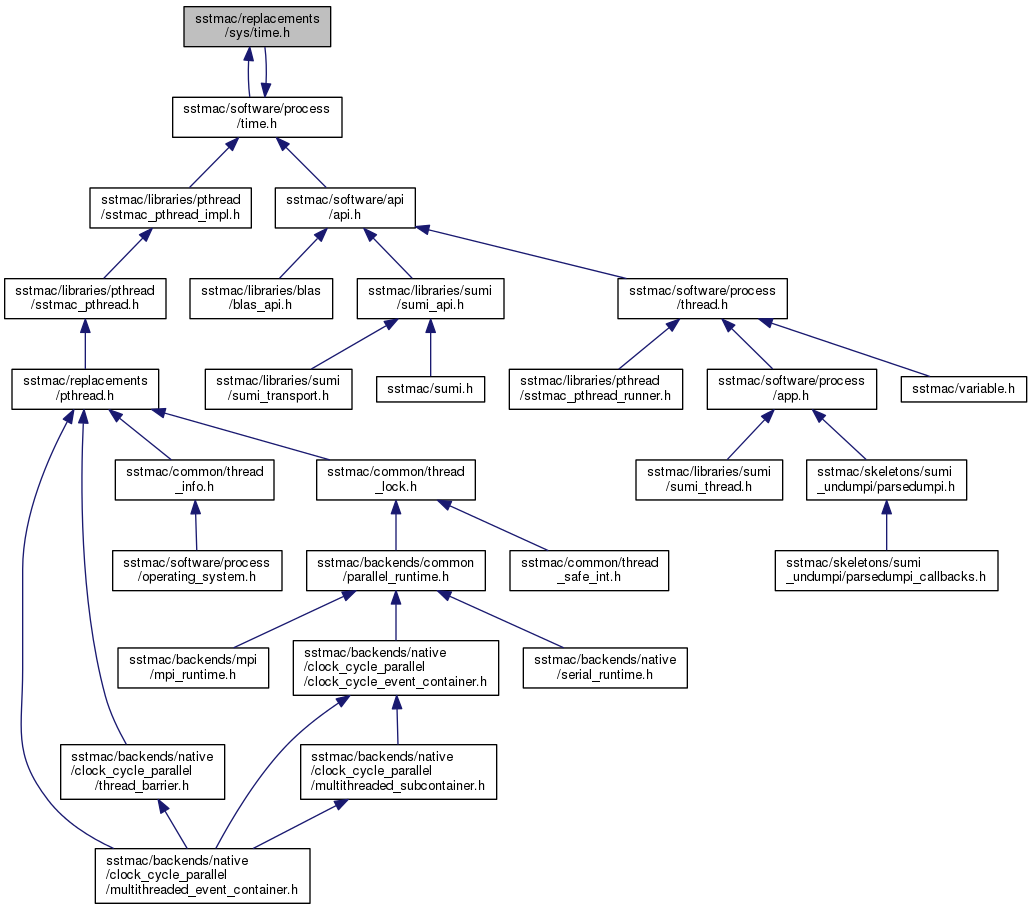 sstmac/replacements
/sys/time.h
sstmac/software/process
/time.h
sstmac/libraries/pthread
/sstmac_pthread_impl.h
sstmac/software/api
/api.h
sstmac/libraries/pthread
/sstmac_pthread.h
sstmac/libraries/blas
/blas_api.h
sstmac/libraries/sumi
/sumi_api.h
sstmac/software/process
/thread.h
sstmac/replacements
/pthread.h
sstmac/libraries/sumi
/sumi_transport.h
sstmac/sumi.h
sstmac/libraries/pthread
/sstmac_pthread_runner.h
sstmac/software/process
/app.h
sstmac/variable.h
sstmac/common/thread
_info.h
sstmac/common/thread
_lock.h
sstmac/libraries/sumi
/sumi_thread.h
sstmac/skeletons/sumi
_undumpi/parsedumpi.h
sstmac/software/process
/operating_system.h
sstmac/backends/common
/parallel_runtime.h
sstmac/common/thread
_safe_int.h
sstmac/skeletons/sumi
_undumpi/parsedumpi_callbacks.h
sstmac/backends/mpi
/mpi_runtime.h
sstmac/backends/native
/clock_cycle_parallel
/clock_cycle_event_container.h
sstmac/backends/native
/serial_runtime.h
sstmac/backends/native
/clock_cycle_parallel
/thread_barrier.h
sstmac/backends/native
/clock_cycle_parallel
/multithreaded_subcontainer.h
sstmac/backends/native
/clock_cycle_parallel
/multithreaded_event_container.h